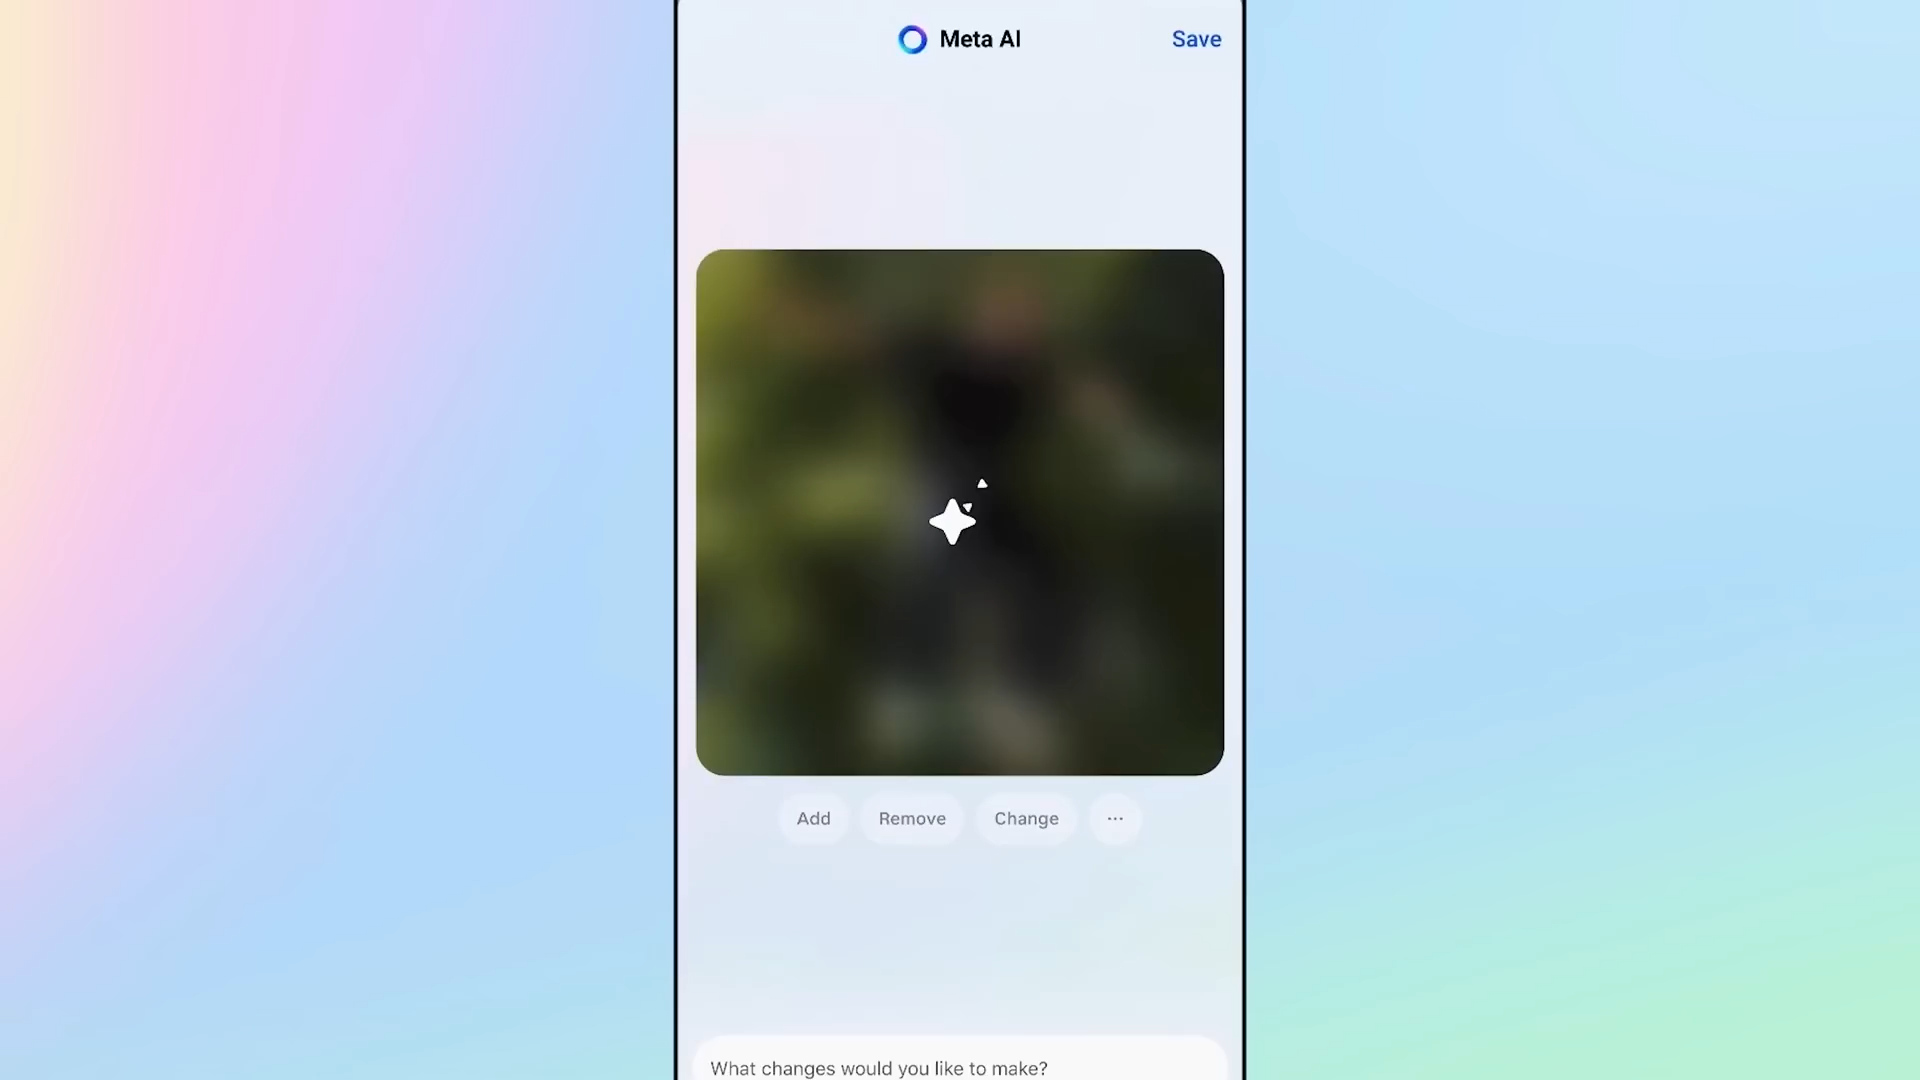 Meta AI
Save
Add
Remove
Change
...
What changes would you like to make?